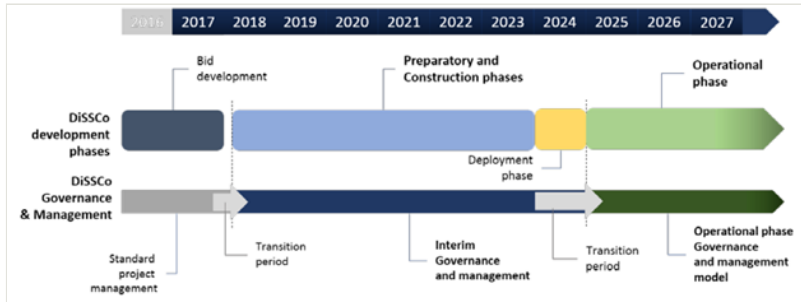 2016 2017 2018 2019 2020 2021 2022 2023 2024 2025 2026 2027
Bid
development
Preparatory and
Construction phases
Operational
phase
DiSSCo
development
phases
Deployment
phase
DiSSCo
Governance
& Management
Standard
project
management
Transition
period
Interim
Governance
and management
Transition
period
Operational phase
Governance
and management
model